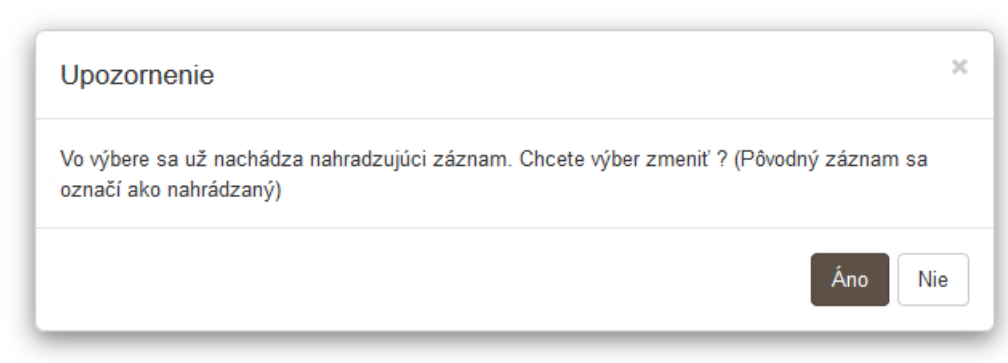 Upozornenie
×
Vo výbere sa už nachádza nahradzujúci záznam. Chcete výber zmeniť ? (Pôvodný záznam sa
označí ako nahrádzaný)
Áno Nie